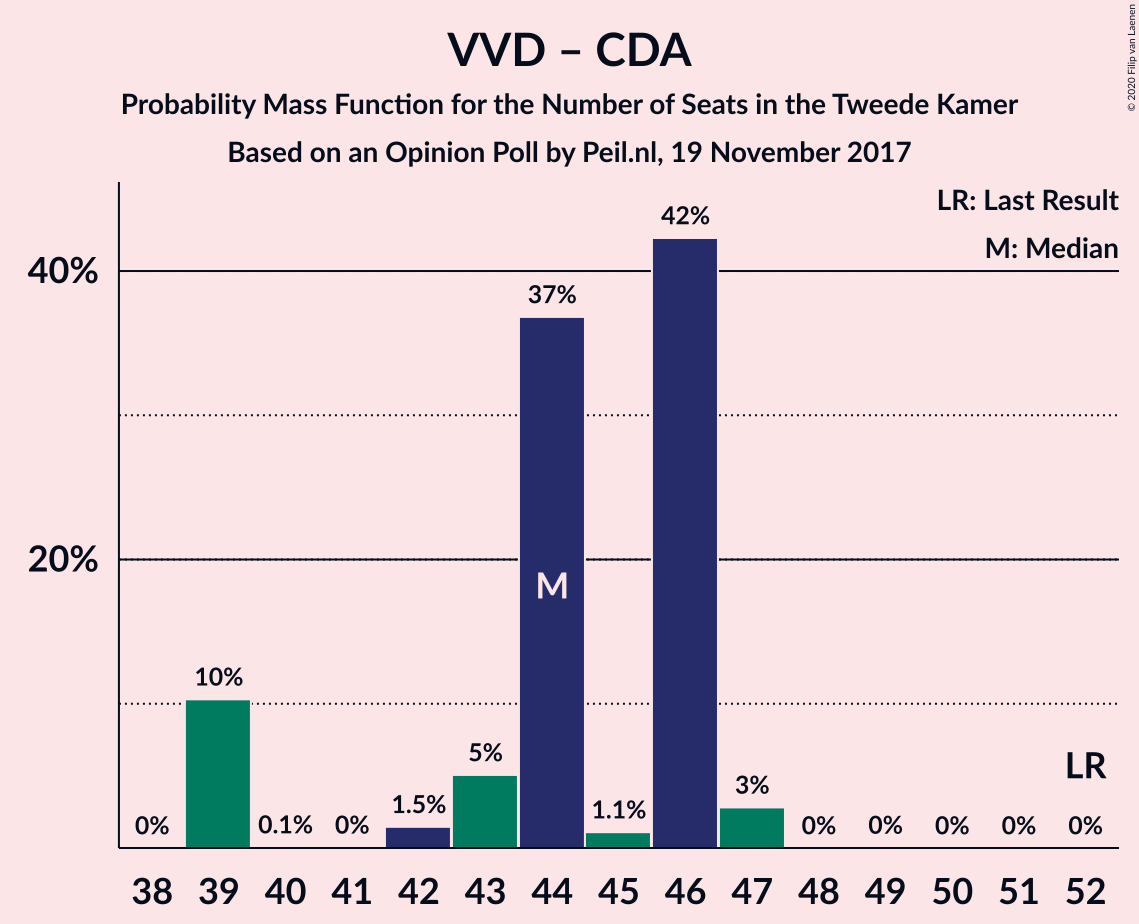 VVD – CDA
Probability Mass Function for the Number of Seats in the Tweede Kamer
Based on an Opinion Poll by Peil.nl, 19 November 2017
© 2020 Filip van Laenen
LR: Last Result
M: Median
40%
20%
0%
10%
0.1%
0%
1.5%
5%
37%
M
1.1%
42%
3%
0%
0%
0%
0%
LR
0%
38 39 40 41 42 43 44 45 46 47 48 49 50 51 52